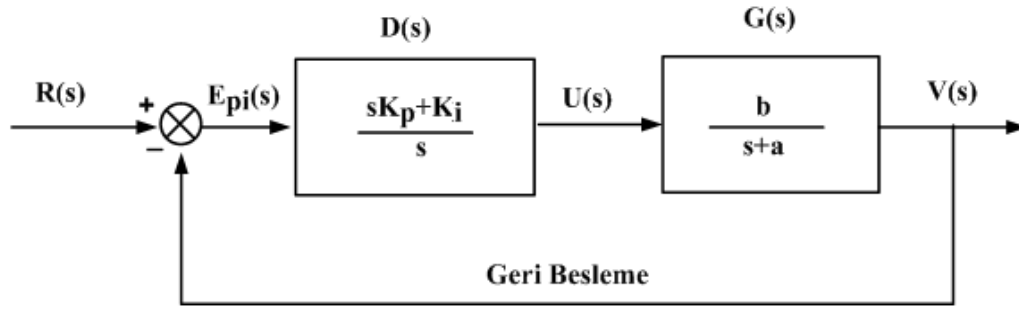 D(s)
G(s)
R(s)
+
−
Epi(s)
sKp+Ki
s
U(s)
b
s+a
V(s)
Geri Besleme